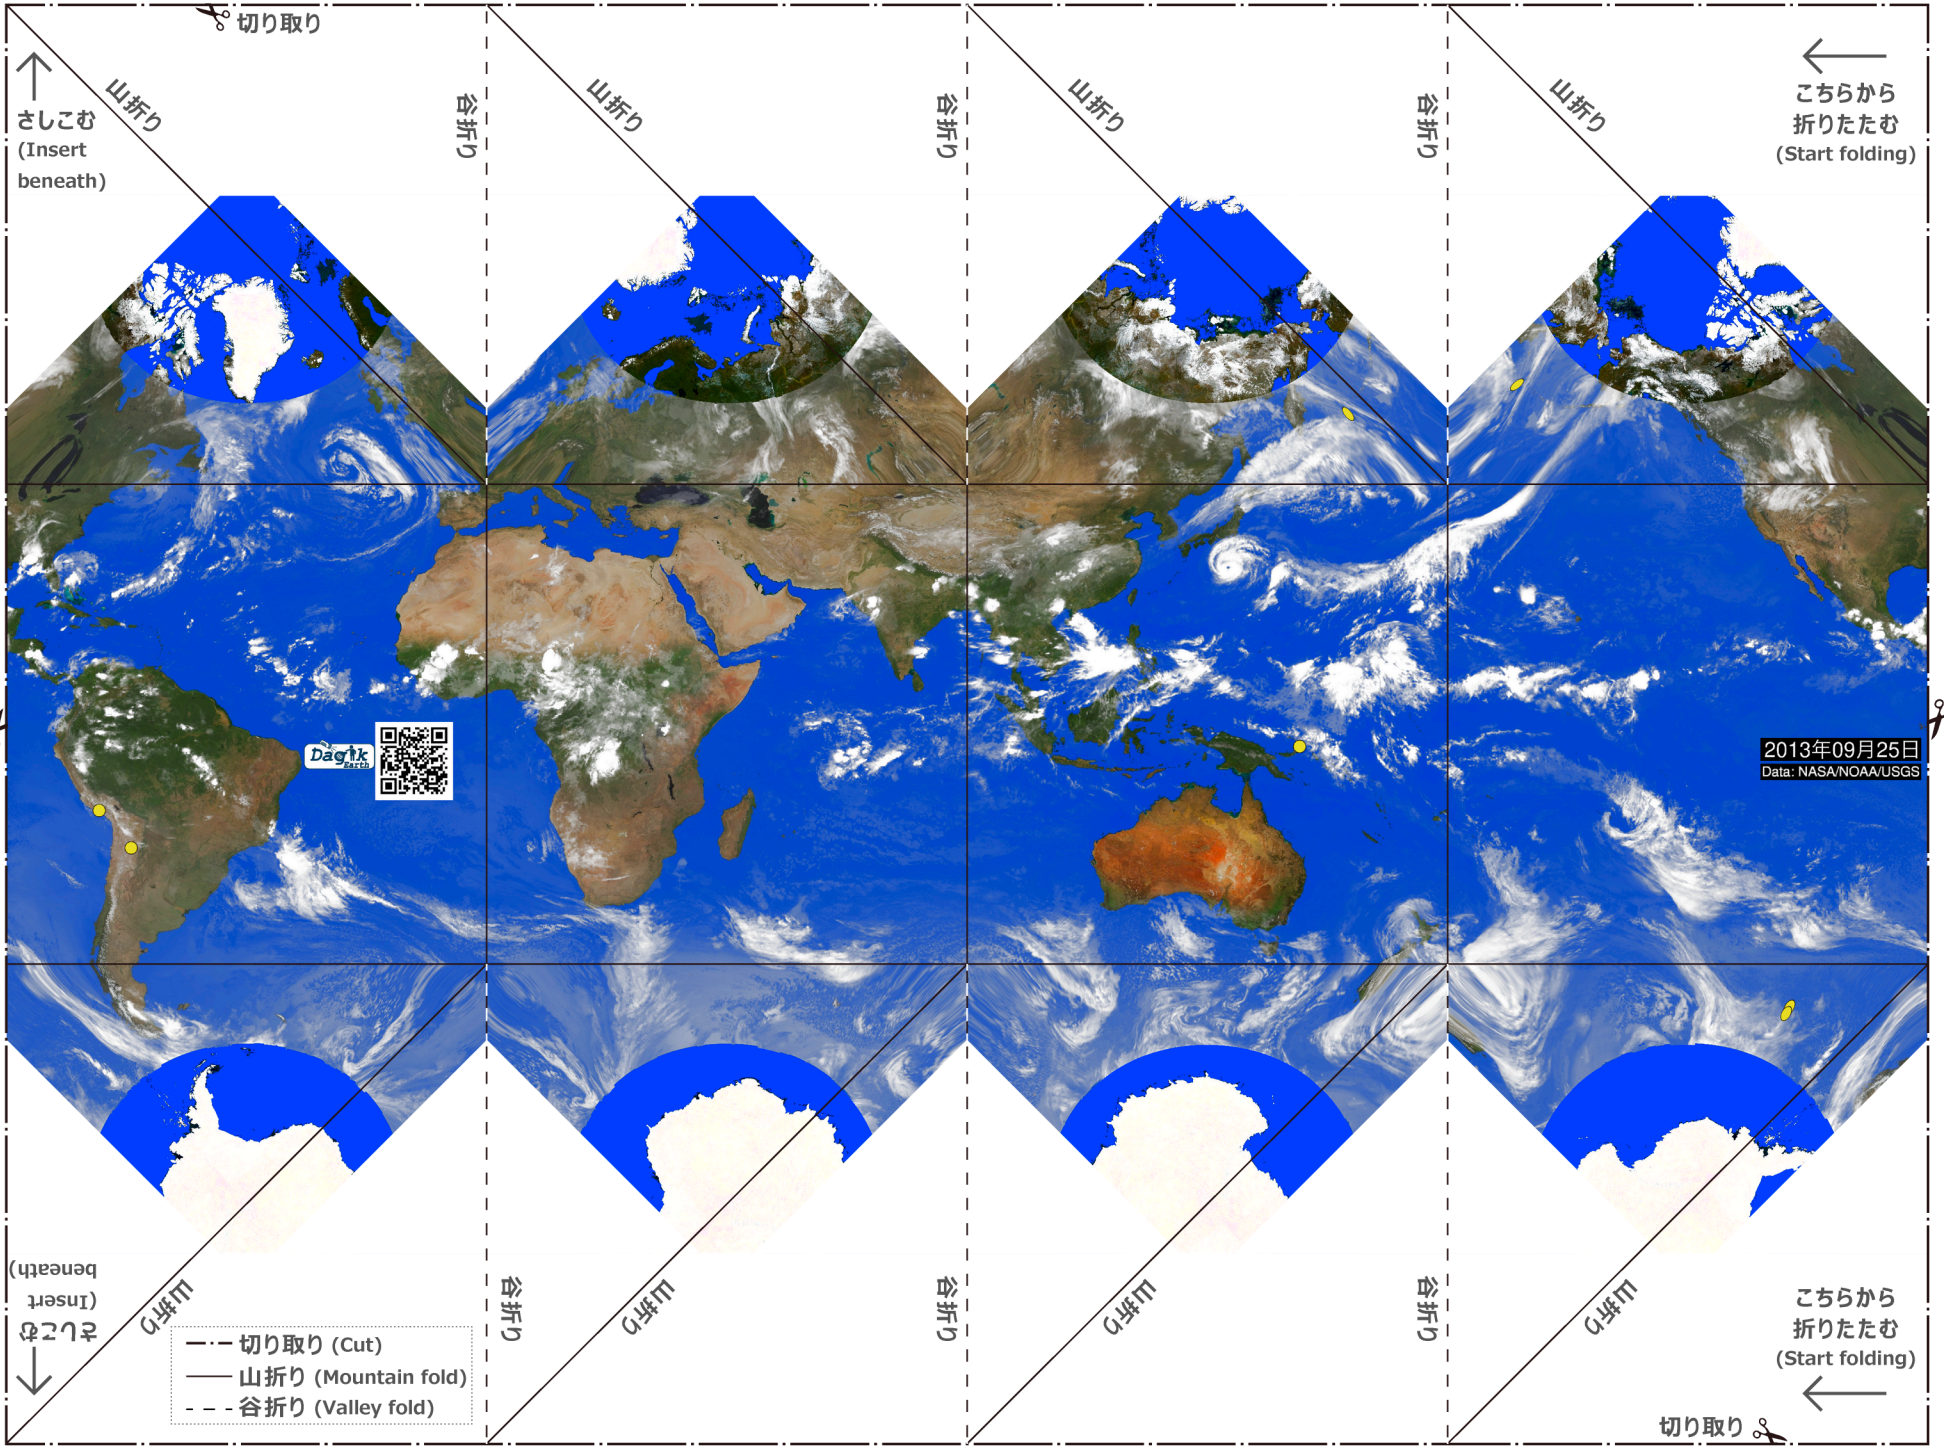 切り取り
山折り
谷折り
山折り
谷折り
山折り
谷折り
山折り
さしこむ
(Insert
beneath)
こちらから
折りたたむ
(Start folding)
Dagik
Earth
2013年09月25日
Data: NASA/NOAA/USGS
さしこむ
(Insert
beneath)
山折り
谷折り
山折り
谷折り
山折り
谷折り
山折り
こちらから
折りたたむ
(Start folding)
切り取り (Cut)
山折り (Mountain fold)
谷折り (Valley fold)
切り取り